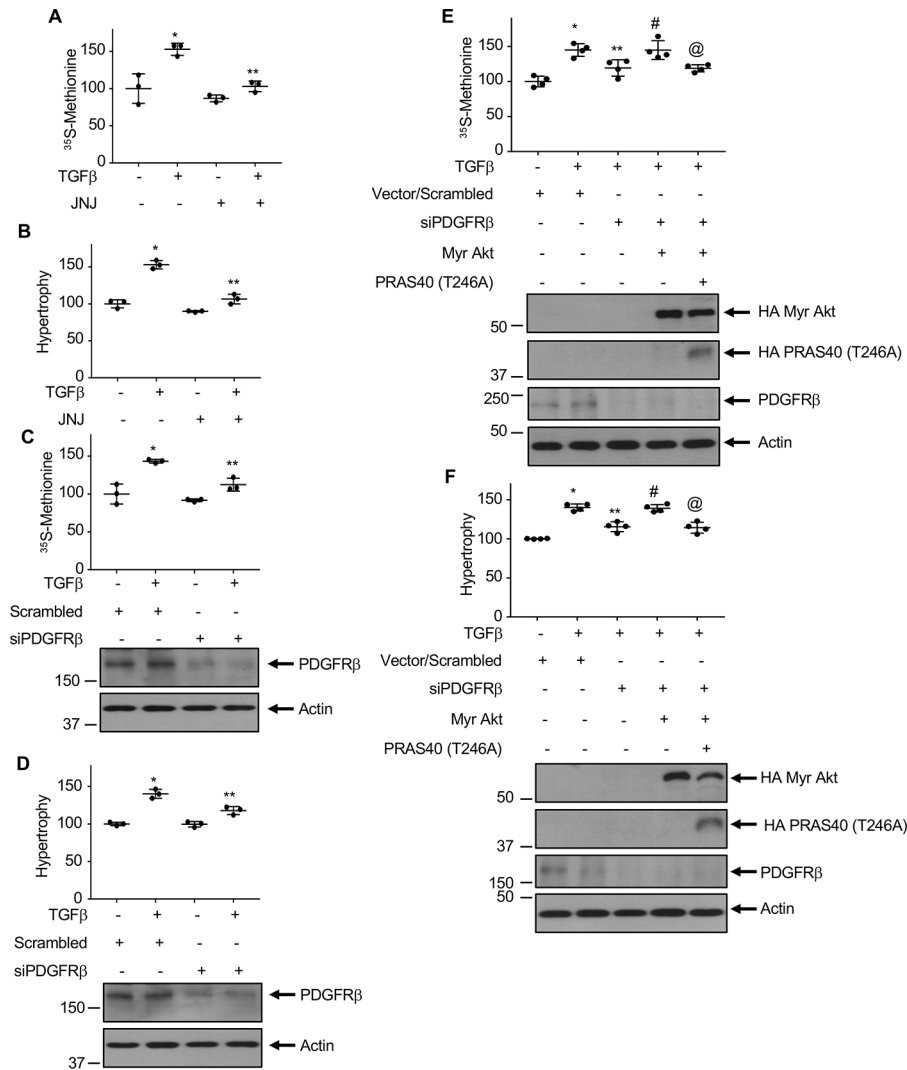 A
³⁵S-Methionine
150
100
50
0
*
**
TGFβ - + - +
JNJ - - + +
B
Hypertrophy
150
100
50
0
*
**
TGFβ - + - +
JNJ - - + +
C
³⁵S-Methionine
150
100
50
0
*
**
TGFβ - + - +
Scrambled + + - -
siPDGFRβ - - + +
PDGFRβ
150
Actin
37
D
Hypertrophy
150
100
50
0
*
**
TGFβ - + - +
Scrambled + + - -
siPDGFRβ - - + +
PDGFRβ
150
Actin
37
E
³⁵S-Methionine
150
100
50
0
*
**
#
@
TGFβ - + + + +
Vector/Scrambled + + - - -
siPDGFRβ - - + + +
Myr Akt - - - + +
PRAS40 (T246A) - - - - +
HA Myr Akt
50
HA PRAS40 (T246A)
37
250
PDGFRβ
50
Actin
F
Hypertrophy
150
100
50
0
*
**
#
@
TGFβ - + + + +
Vector/Scrambled + + - - -
siPDGFRβ - - + + +
Myr Akt - - - + +
PRAS40 (T246A) - - - - +
HA Myr Akt
50
HA PRAS40 (T246A)
37
PDGFRβ
150
50
Actin